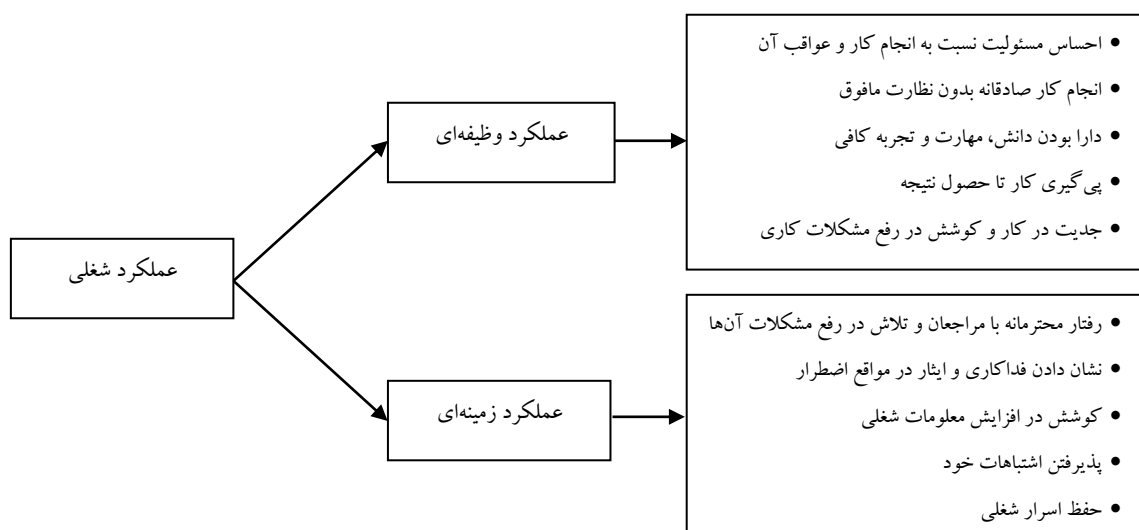 عملکرد شغلی
عملکرد وظیفه‌ای
• احساس مسئولیت نسبت به انجام کار و عواقب آن
• انجام کار صادقانه بدون نظارت مافوق
• دارا بودن دانش، مهارت و تجربه کافی
• پی‌گیری کار تا حصول نتیجه
• جدیت در کار و کوشش در رفع مشکلات کاری
عملکرد زمینه‌ای
• رفتار محترمانه با مراجعان و تلاش در رفع مشکلات آن‌ها
• نشان دادن فداکاری و ایثار در مواقع اضطرار
• کوشش در افزایش معلومات شغلی
• پذیرفتن اشتباهات خود
• حفظ اسرار شغلی